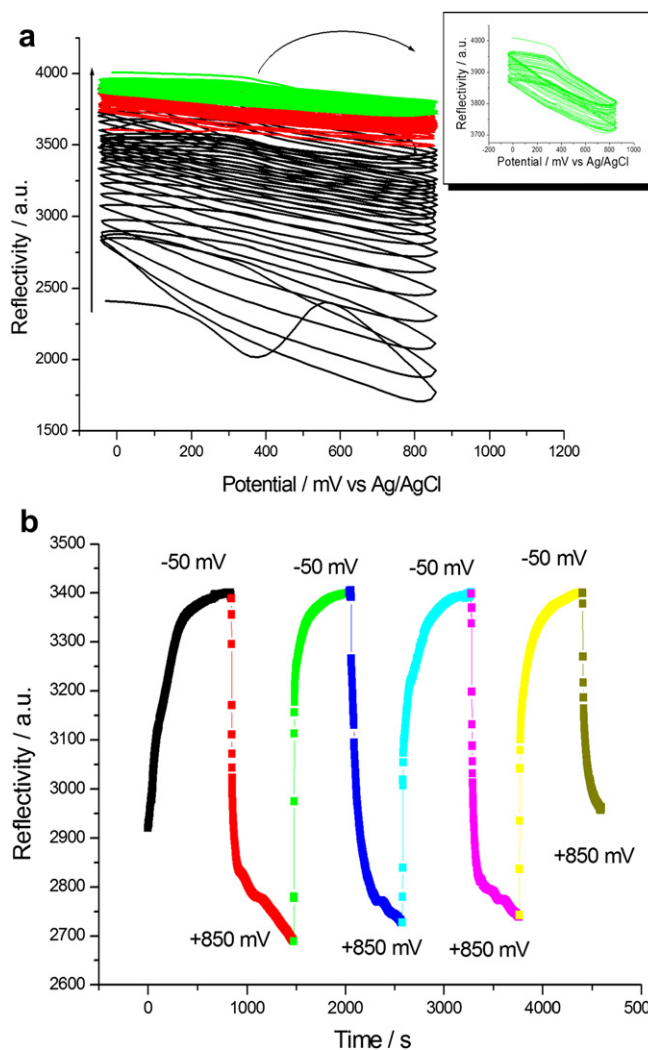 a
4000
3500
3000
2500
2000
1500
Reflectivity / a.u.
0 200 400 600 800 1000 1200
Potential / mV vs Ag/AgCl
4000
3900
3800
3700
Reflectivity / a.u.
-200 0 200 400 600 800 1000
Potential / mV vs Ag/AgCl
b
3500
3400
3300
3200
3100
3000
2900
2800
2700
2600
Reflectivity / a.u.
-50 mV -50 mV -50 mV -50 mV
+850 mV +850 mV +850 mV +850 mV
0 1000 2000 3000 4000 500
Time / s